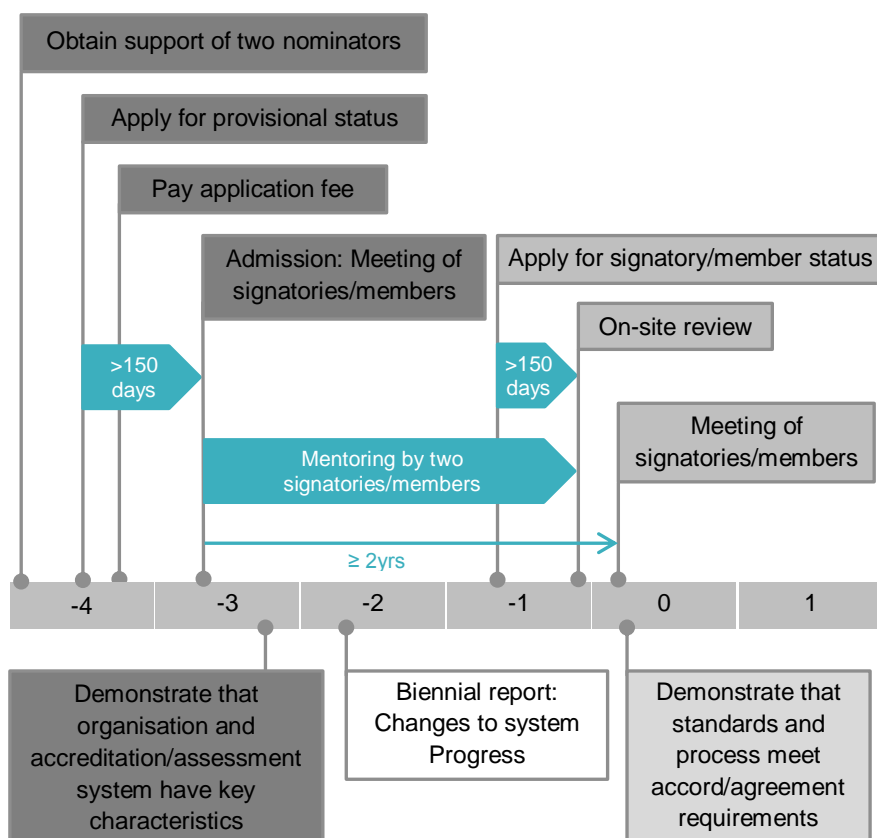 Obtain support of two nominators
Apply for provisional status
Pay application fee
Admission: Meeting of
signatories/members
Apply for signatory/member status
On-site review
>150
days
>150
days
Meeting of
signatories/members
Mentoring by two
signatories/members
≥ 2yrs
-4
-3
-2
-1
0
1
Demonstrate that
organisation and
accreditation/assessment
system have key
characteristics
Biennial report:
Changes to system
Progress
Demonstrate that
standards and
process meet
accord/agreement
requirements